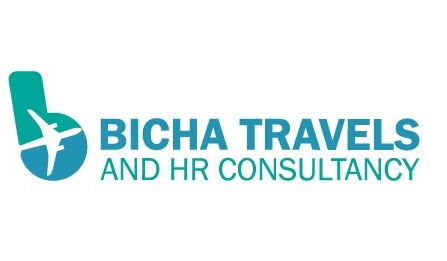 BICHA TRAVELS
AND HR CONSULTANCY